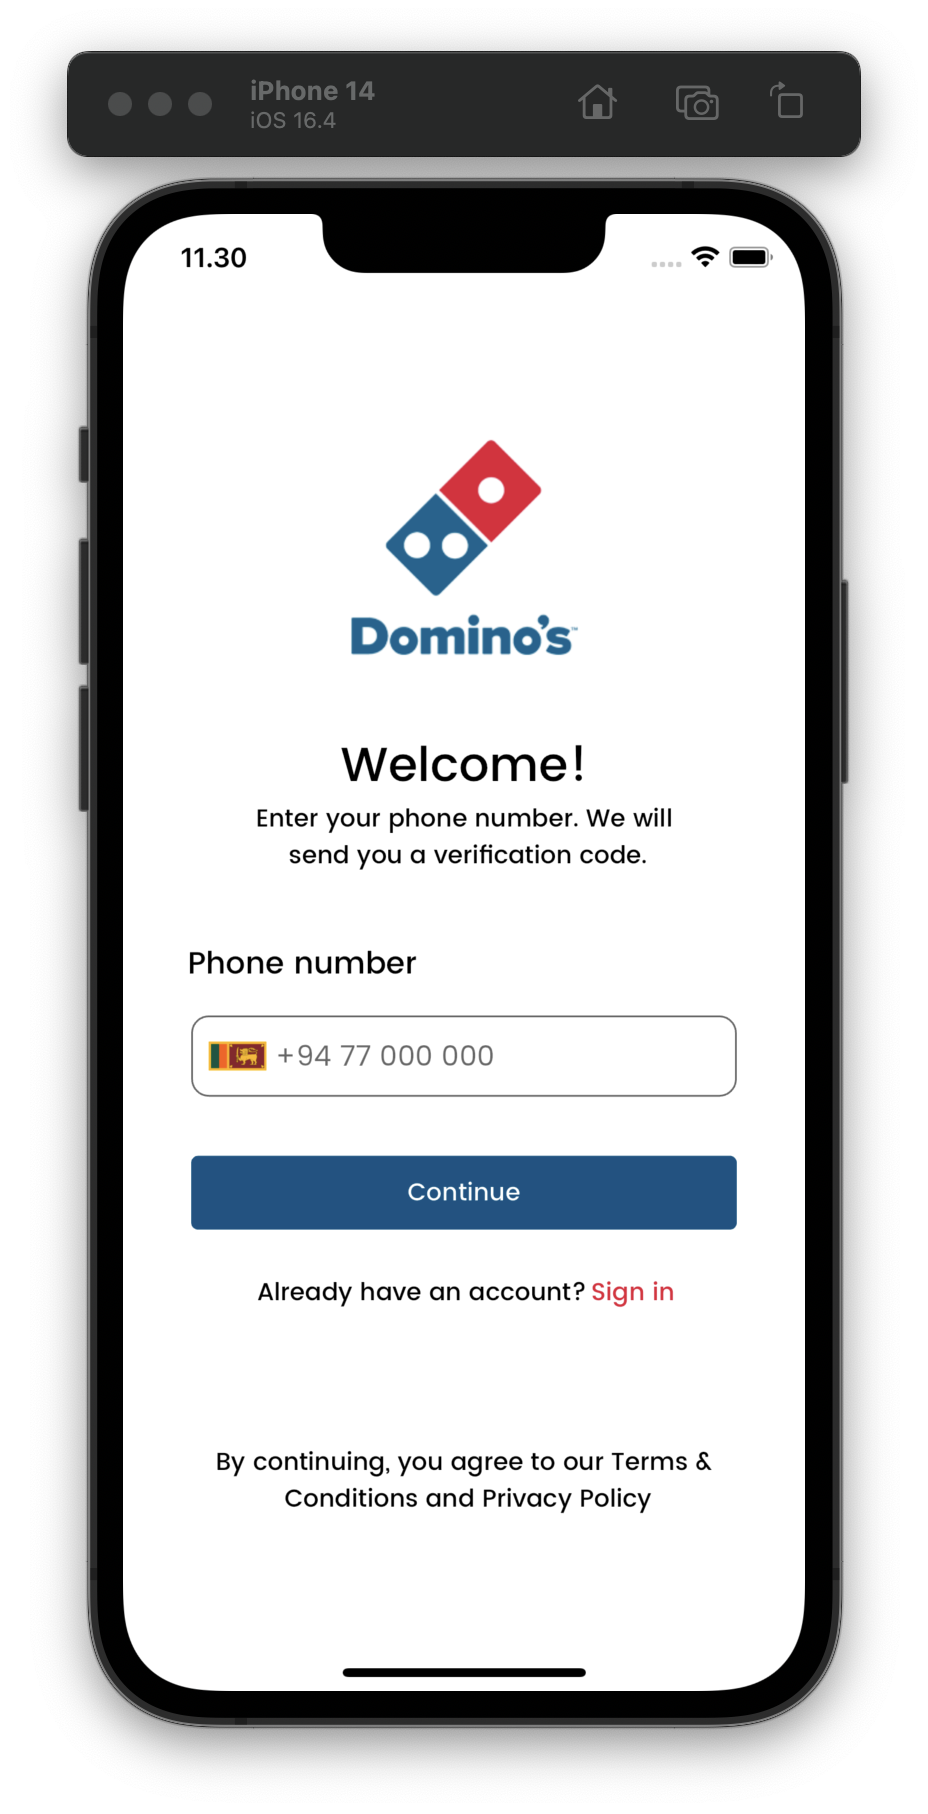 iPhone 14
iOS 16.4
11.30
Domino's™
Welcome!
Enter your phone number. We will
send you a verification code.
Phone number
+94 77 000 000
Continue
Already have an account? Sign in
By continuing, you agree to our Terms &
Conditions and Privacy Policy